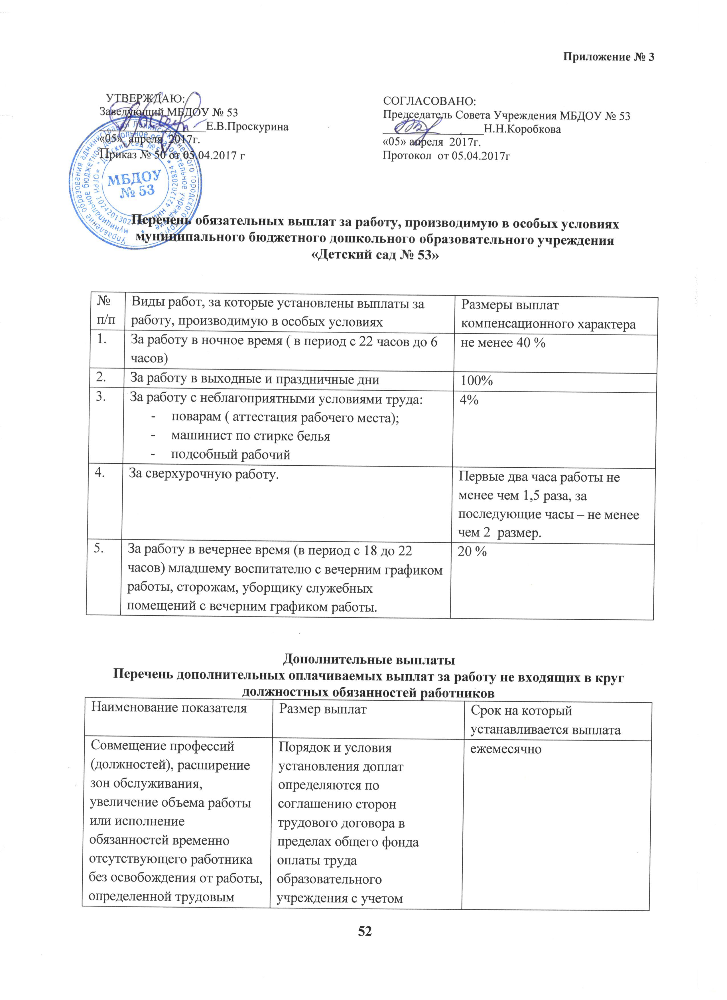 Приложение № 3
УТВЕРЖДАЮ:
Заведующий МБДОУ № 53
Е.В.Проскурина
«05» апреля 2017г.
Приказ № 50 от 05.04.2017 г
СОГЛАСОВАНО:
Председатель Совета Учреждения МБДОУ № 53
Н.Н.Коробкова
«05» апреля 2017г.
Протокол от 05.04.2017г
МБДОУ
№ 53
Перечень обязательных выплат за работу, производимую в особых условиях
муниципального бюджетного дошкольного образовательного учреждения
«Детский сад № 53»
№
п/п
Виды работ, за которые установлены выплаты за
работу, производимую в особых условиях
Размеры выплат
компенсационного характера
1.
За работу в ночное время ( в период с 22 часов до 6
часов)
не менее 40 %
2.
За работу в выходные и праздничные дни
100%
3.
За работу с неблагоприятными условиями труда:
- поварам ( аттестация рабочего места);
- машинист по стирке белья
- подсобный рабочий
4%
4.
За сверхурочную работу.
Первые два часа работы не
менее чем 1,5 раза, за
последующие часы – не менее
чем 2 размер.
5.
За работу в вечернее время (в период с 18 до 22
часов) младшему воспитателю с вечерним графиком
работы, сторожам, уборщику служебных
помещений с вечерним графиком работы.
20 %
Дополнительные выплаты
Перечень дополнительных оплачиваемых выплат за работу не входящих в круг
должностных обязанностей работников
Наименование показателя
Размер выплат
Срок на который
устанавливается выплата
Совмещение профессий
(должностей), расширение
зон обслуживания,
увеличение объема работы
или исполнение
обязанностей временно
отсутствующего работника
без освобождения от работы,
определенной трудовым
Порядок и условия
установления доплат
определяются по
соглашению сторон
трудового договора в
пределах общего фонда
оплаты труда
образовательного
учреждения с учетом
ежемесячно
52